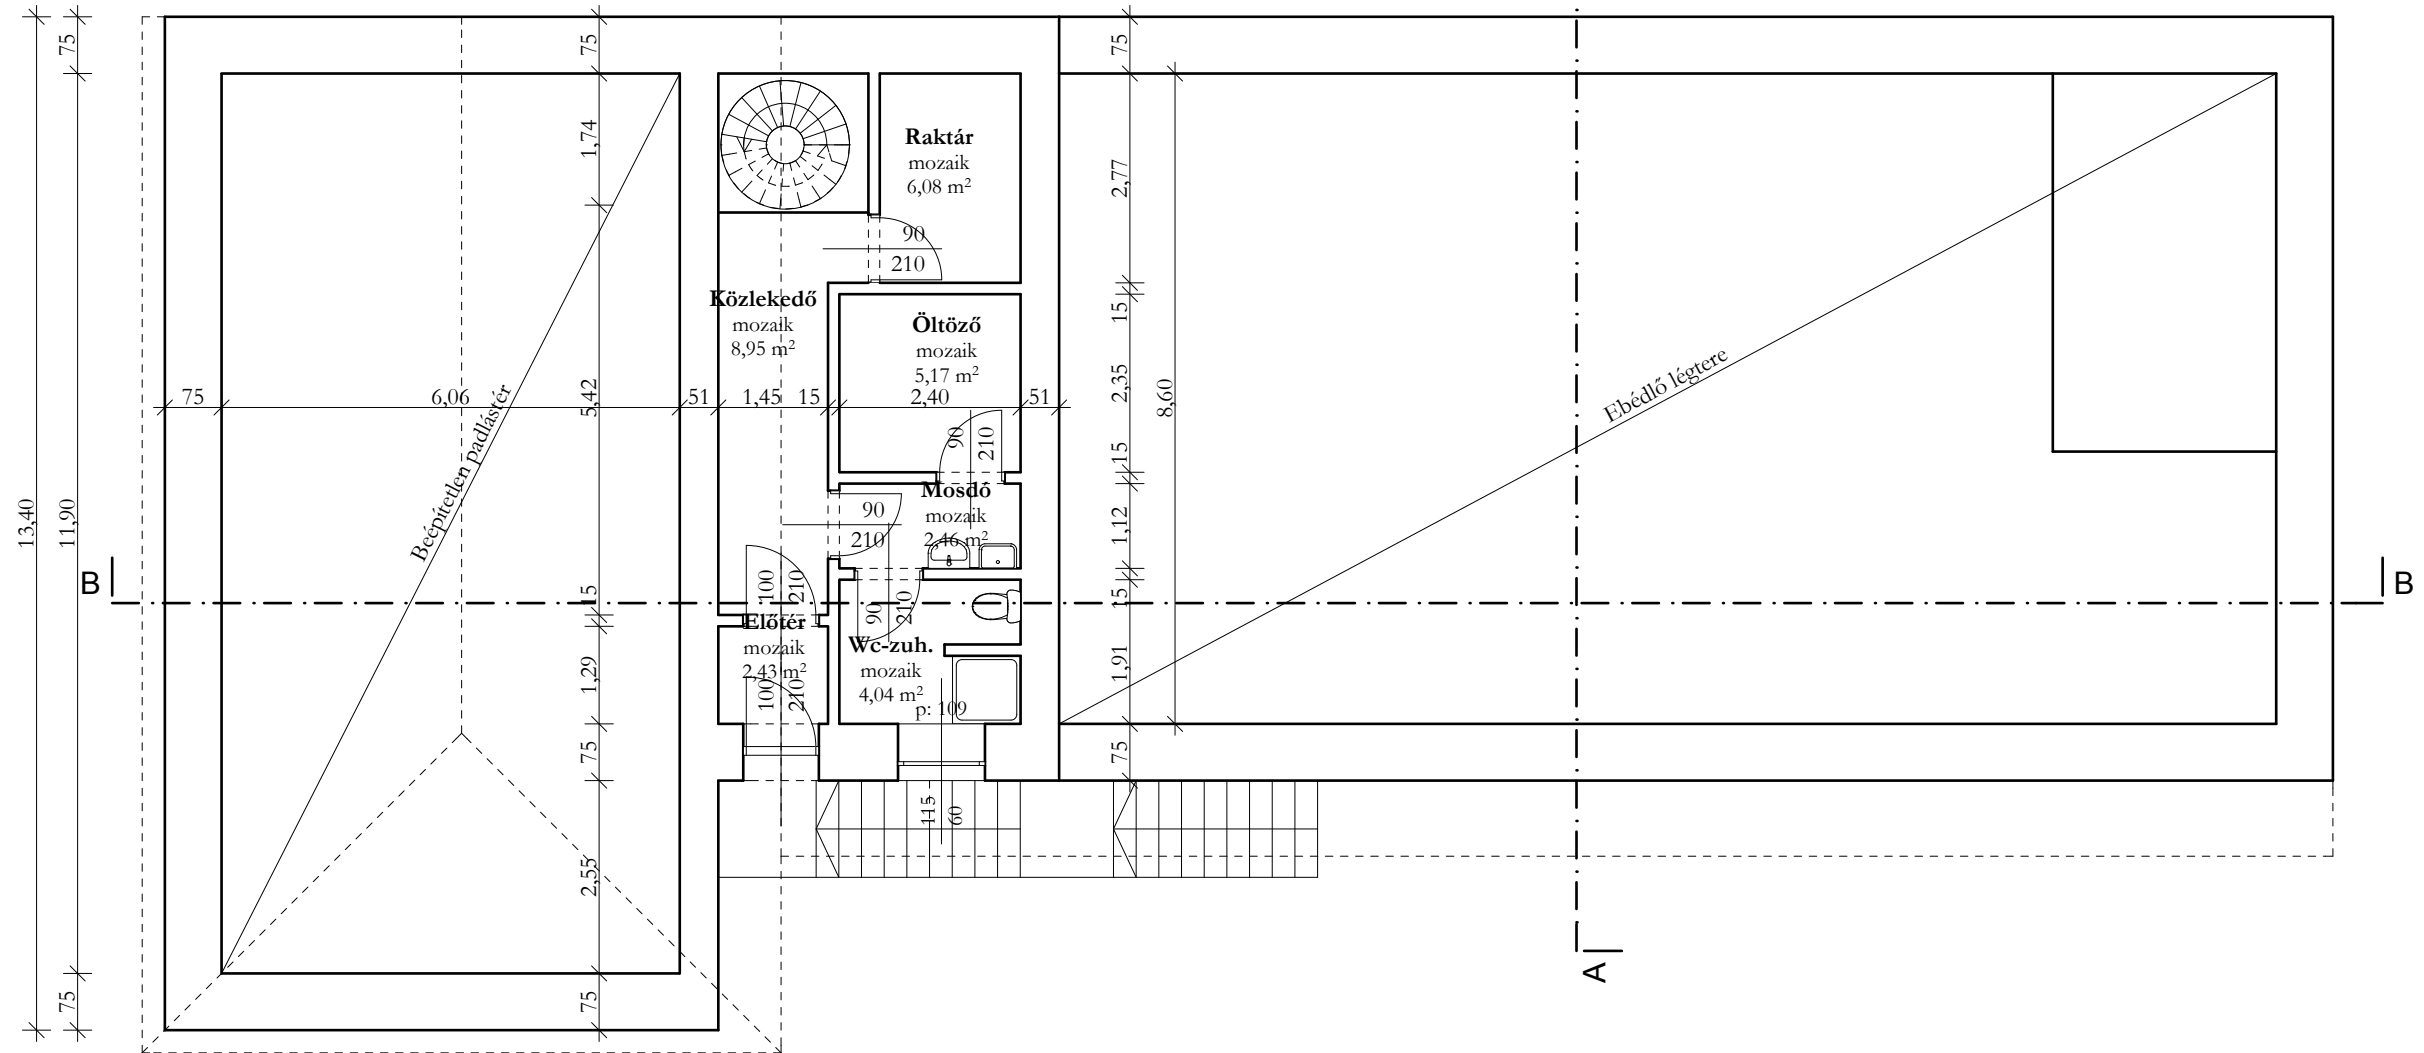 75
75
75
1,74
Raktár
mozaik
6,08 m²
2,77
90
210
Közlekedő
mozaik
8,95 m²
15
Öltöző
mozaik
5,17 m²
2,35
8,60
Ebédlő légtere
75
6,06
51
1,45
15
2,40
51
5,42
Beépítetlen padlástér
90
210
15
13,40
11,90
Mosdó
mozaik
2,46 m²
90
210
1,12
B
B
15
100
210
90
210
15
Előtér
mozaik
2,43 m²
Wc-zuh.
mozaik
4,04 m²
p: 109
1,29
100
210
1,91
75
75
115
60
2,55
A
75
75